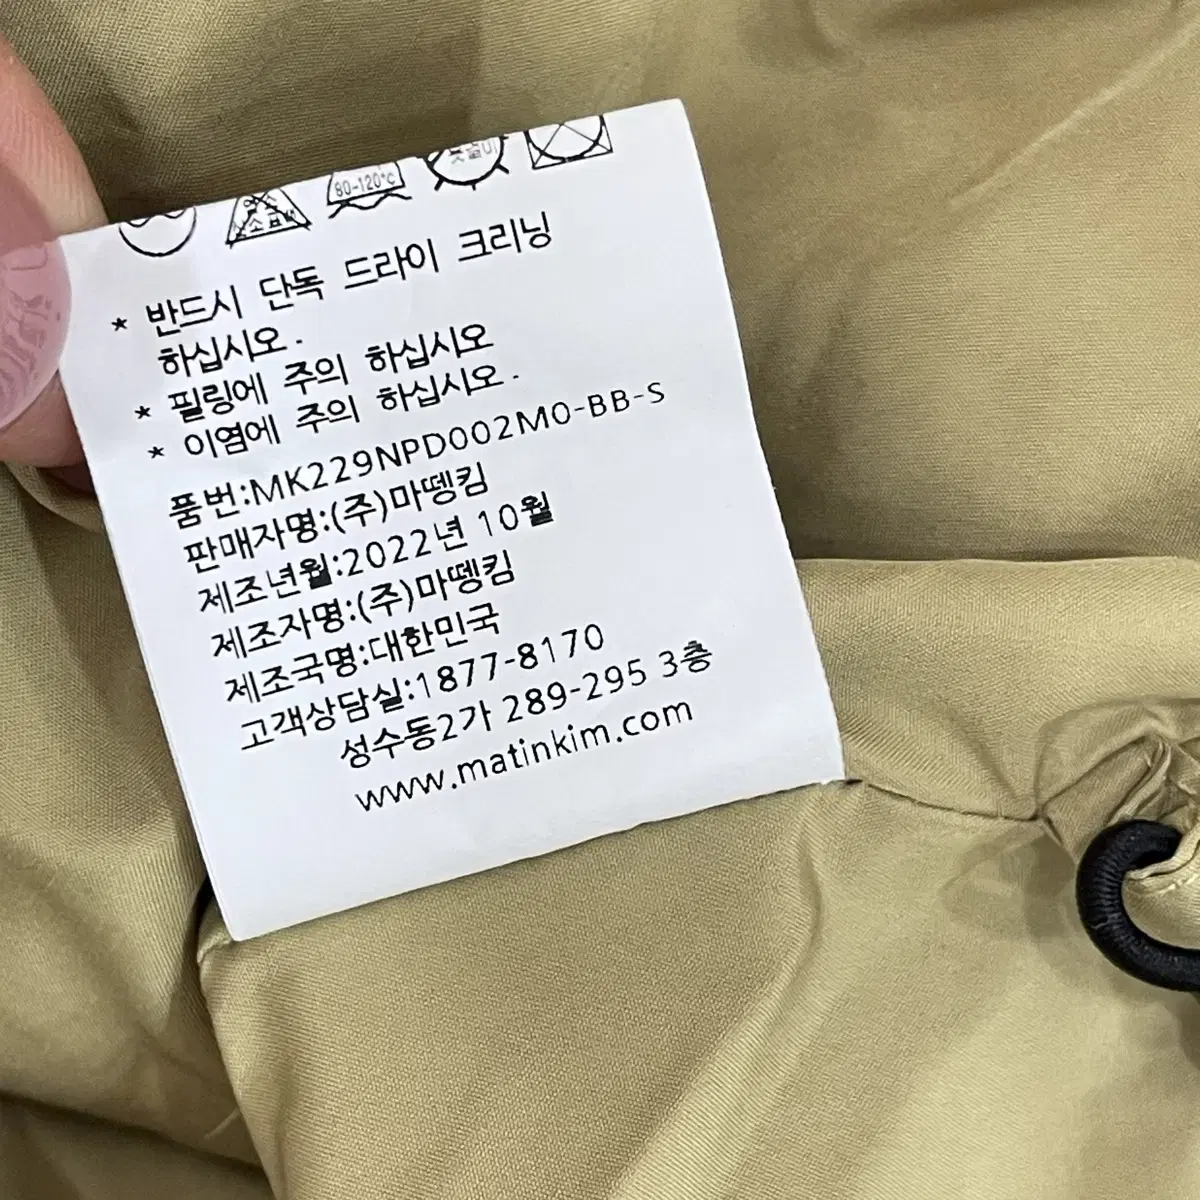 80-120°C
* 반드시 단독 드라이 크리닝
하십시오.
* 필링에 주의 하십시오
* 이염에 주의 하십시오.
품번:MK229NPD002M0-BB-S
판매자명:(주)마뗑킴
제조년월:2022년 10월
제조자명:(주)마뗑킴
제조국명:대한민국
고객상담실:1877-8170
성수동2가 289-295 3층
www.matinkim.com